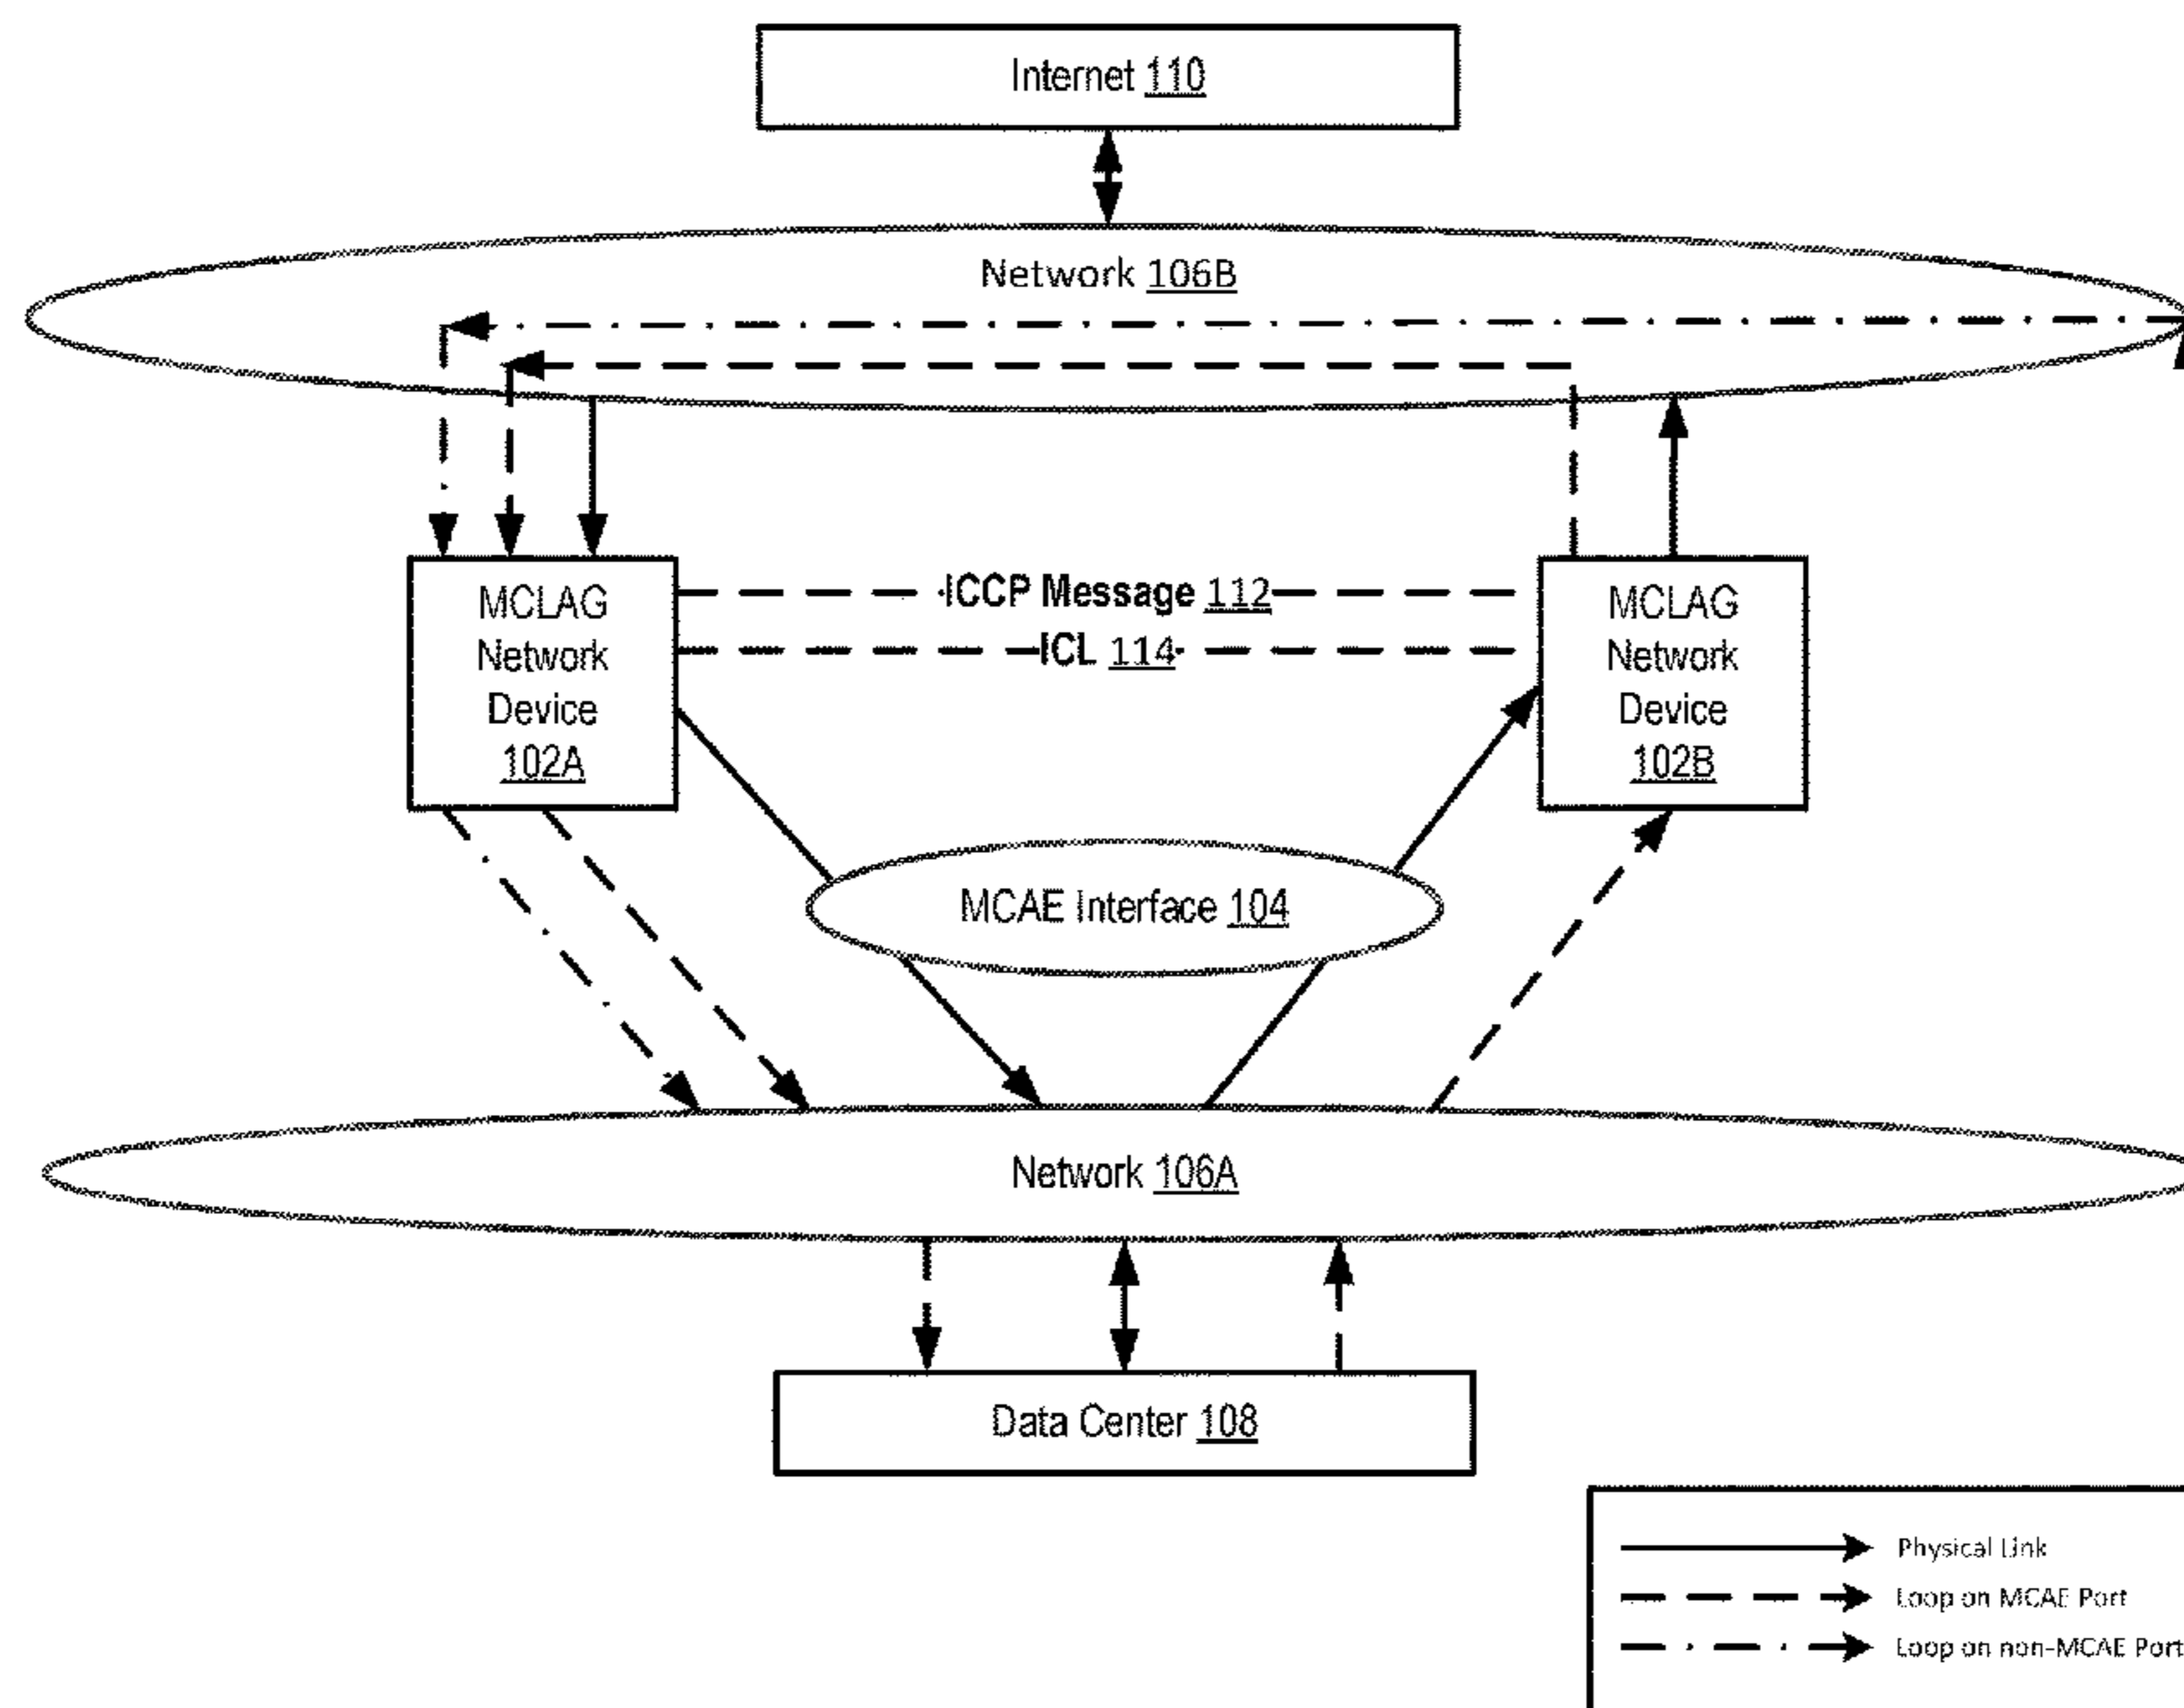 Internet 110
Network 106B
ICCP Message 112
ICL 114
MCLAG
Network
Device
102A
MCLAG
Network
Device
102B
MCAE Interface 104
Network 106A
Data Center 108
Physical Link
Loop on MCAE Port
Loop on non-MCAE Port